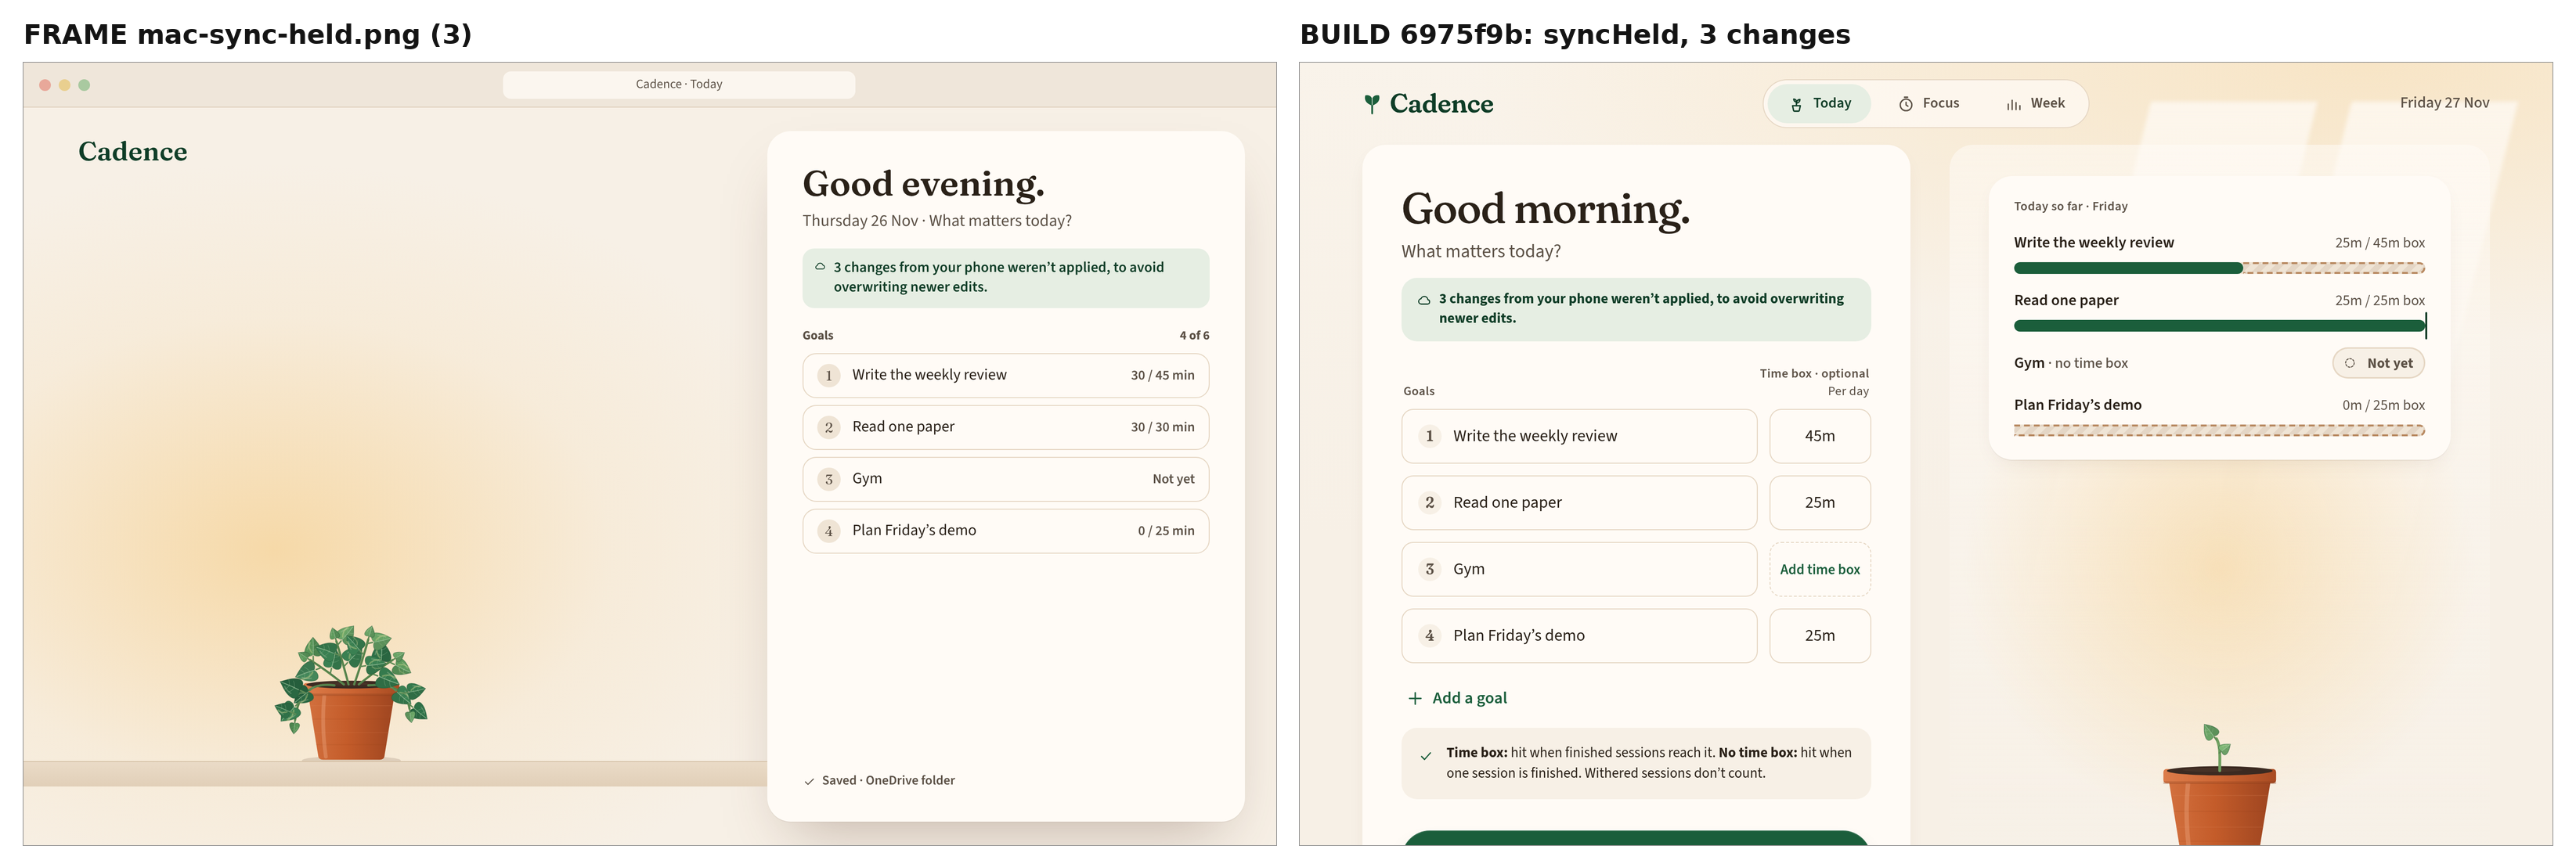 FRAME mac-sync-held.png (3)
Cadence · Today
Cadence
Good evening.
Thursday 26 Nov · What matters today?
3 changes from your phone weren’t applied, to avoid
overwriting newer edits.
Goals 4 of 6
1 Write the weekly review 30 / 45 min
2 Read one paper 30 / 30 min
3 Gym Not yet
4 Plan Friday’s demo 0 / 25 min
Saved · OneDrive folder
BUILD 6975f9b: syncHeld, 3 changes
Cadence Today Focus Week Friday 27 Nov
Good morning.
What matters today?
3 changes from your phone weren’t applied, to avoid overwriting
newer edits.
Time box · optional
Goals Per day
1 Write the weekly review 45m
2 Read one paper 25m
3 Gym Add time box
4 Plan Friday’s demo 25m
Add a goal
Time box: hit when finished sessions reach it. No time box: hit when
one session is finished. Withered sessions don’t count.
Today so far · Friday
Write the weekly review 25m / 45m box
Read one paper 25m / 25m box
Gym · no time box Not yet
Plan Friday’s demo 0m / 25m box